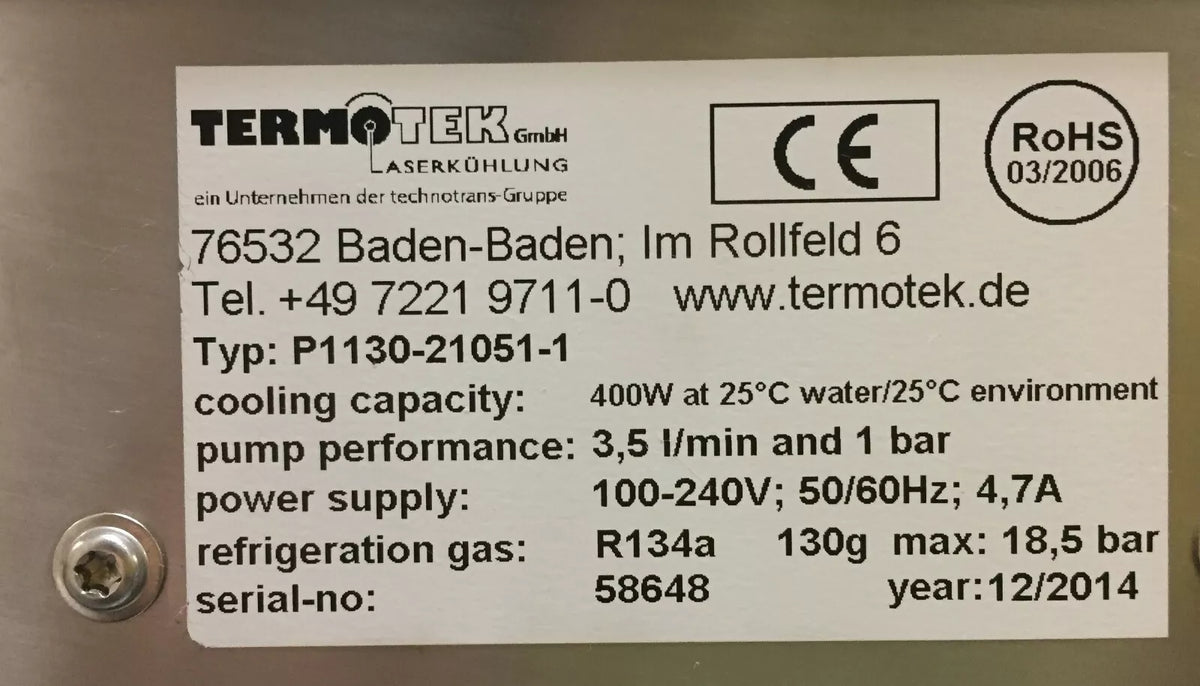 TERMOTEK GmbH
LASERKÜHLUNG
ein Unternehmen der technotrans-Gruppe
CE
RoHS
03/2006
76532 Baden-Baden; Im Rollfeld 6
Tel. +49 7221 9711-0 www.termotek.de
Typ: P1130-21051-1
cooling capacity: 400W at 25°C water/25°C environment
pump performance: 3,5 l/min and 1 bar
power supply: 100-240V; 50/60Hz; 4,7A
refrigeration gas: R134a 130g max: 18,5 bar
serial-no: 58648 year:12/2014